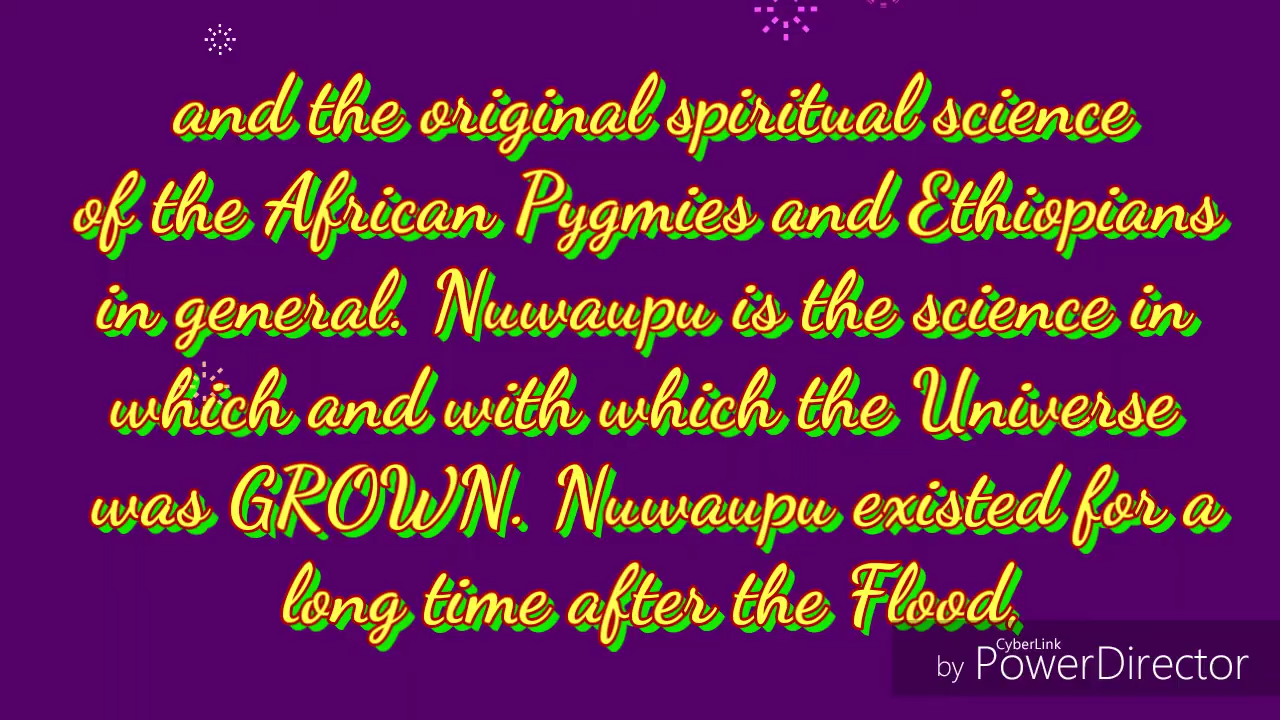 and the original spiritual science
of the African Pygmies and Ethiopians
in general. Nuwaupu is the science in
which and with which the Universe
was GROWN. Nuwaupu existed for a
long time after the Flood,
CyberLink
by PowerDirector